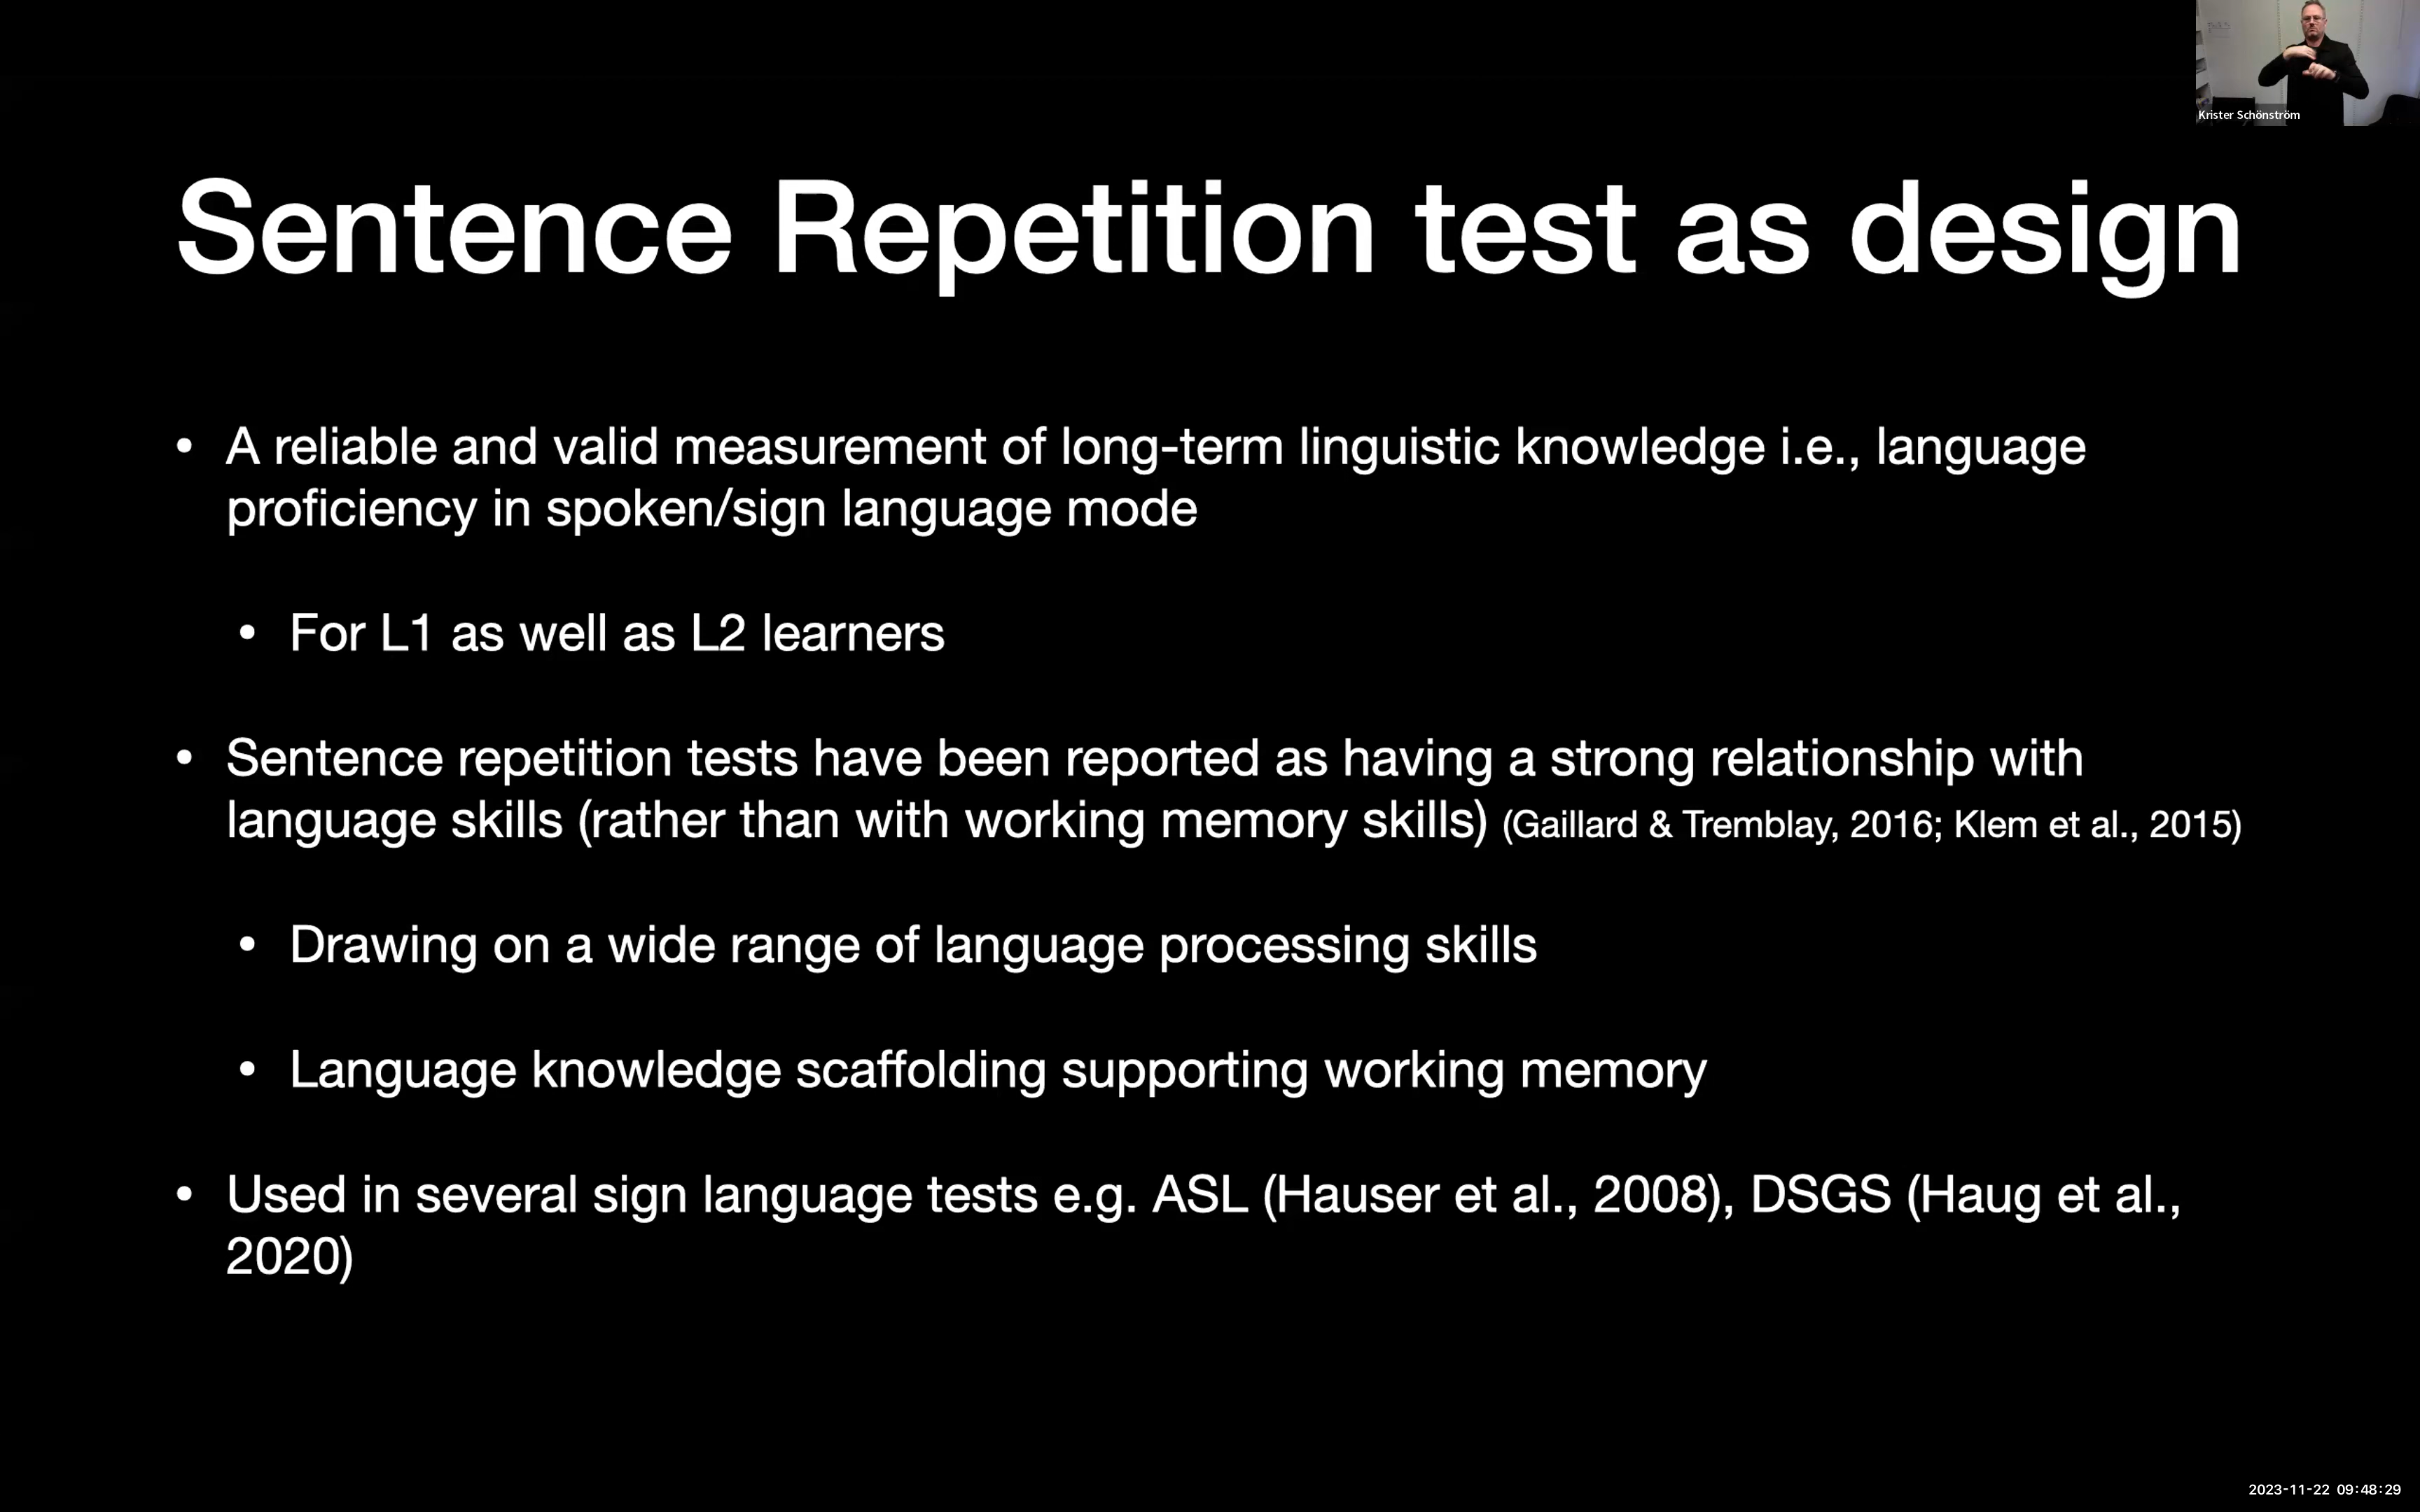 Krister Schönström
Sentence Repetition test as design
• A reliable and valid measurement of long-term linguistic knowledge i.e., language
proficiency in spoken/sign language mode
• For L1 as well as L2 learners
• Sentence repetition tests have been reported as having a strong relationship with
language skills (rather than with working memory skills) (Gaillard & Tremblay, 2016; Klem et al., 2015)
• Drawing on a wide range of language processing skills
• Language knowledge scaffolding supporting working memory
• Used in several sign language tests e.g. ASL (Hauser et al., 2008), DSGS (Haug et al.,
2020)
2023-11-22 09:48:29